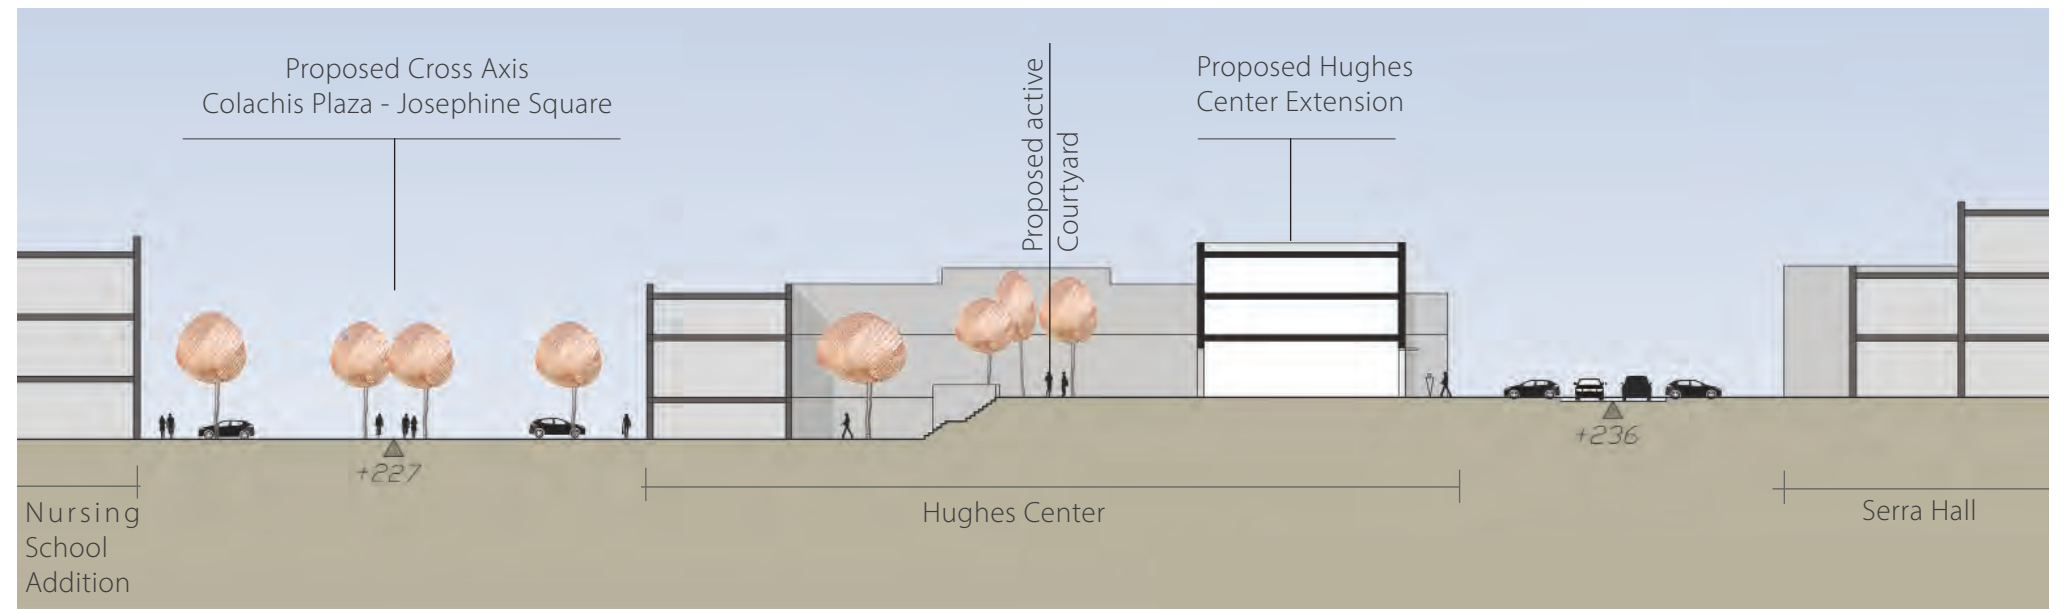 Proposed Cross Axis
Colachis Plaza - Josephine Square
Proposed active
Courtyard
Proposed Hughes
Center Extension
+227
+236
Nursing
School
Addition
Hughes Center
Serra Hall